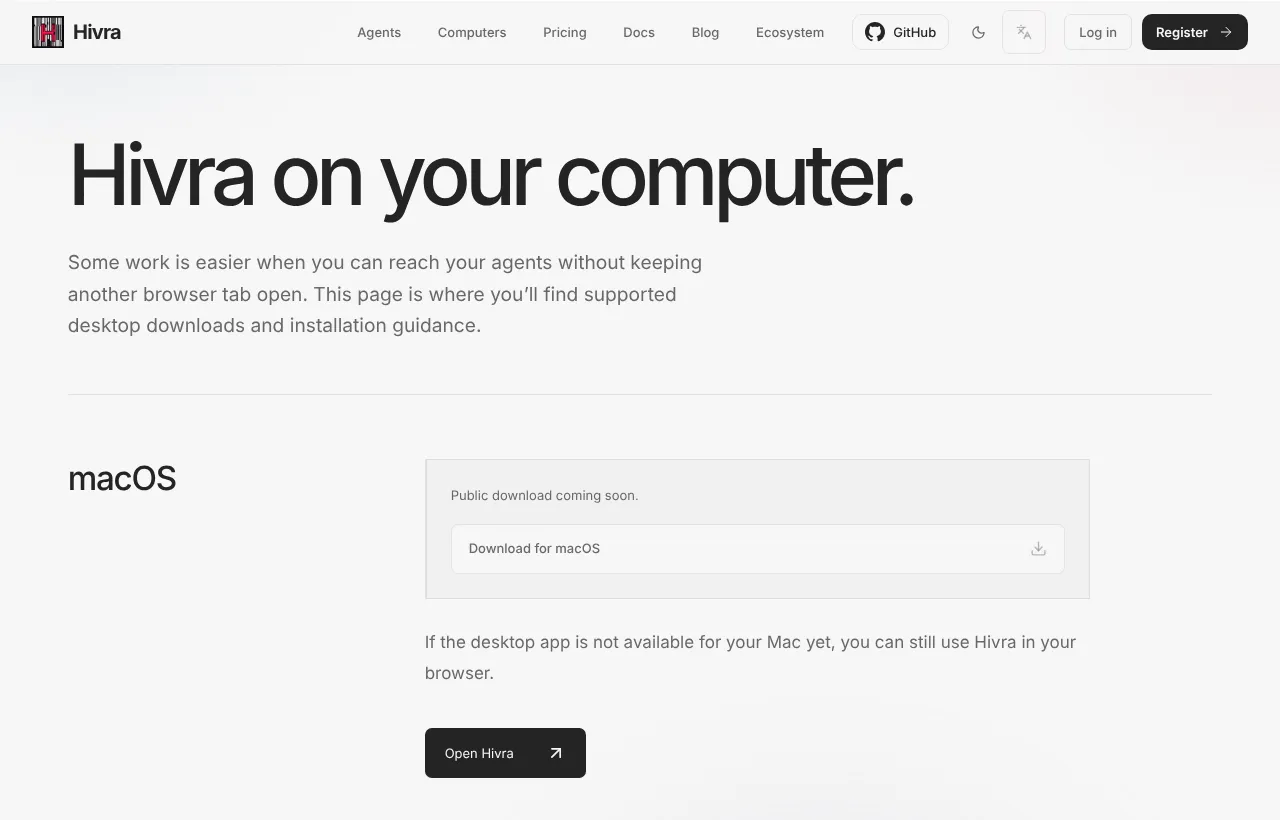 Hivra
Agents
Computers
Pricing
Docs
Blog
Ecosystem
GitHub
Log in
Register
Hivra on your computer.
Some work is easier when you can reach your agents without keeping
another browser tab open. This page is where you’ll find supported
desktop downloads and installation guidance.
macOS
Public download coming soon.
Download for macOS
If the desktop app is not available for your Mac yet, you can still use Hivra in your
browser.
Open Hivra